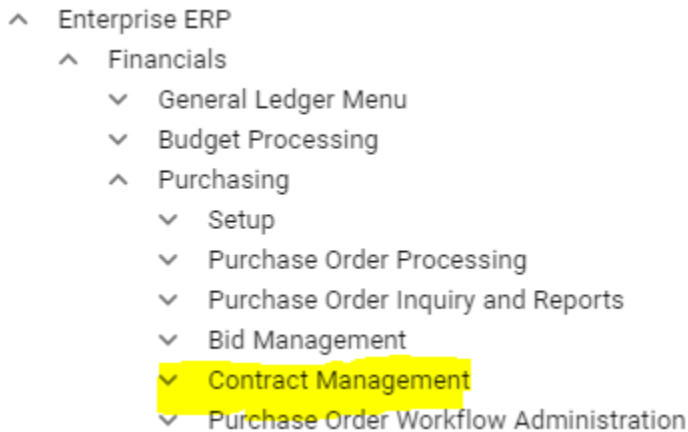 Enterprise ERP
Financials
General Ledger Menu
Budget Processing
Purchasing
Setup
Purchase Order Processing
Purchase Order Inquiry and Reports
Bid Management
Contract Management
Purchase Order Workflow Administration